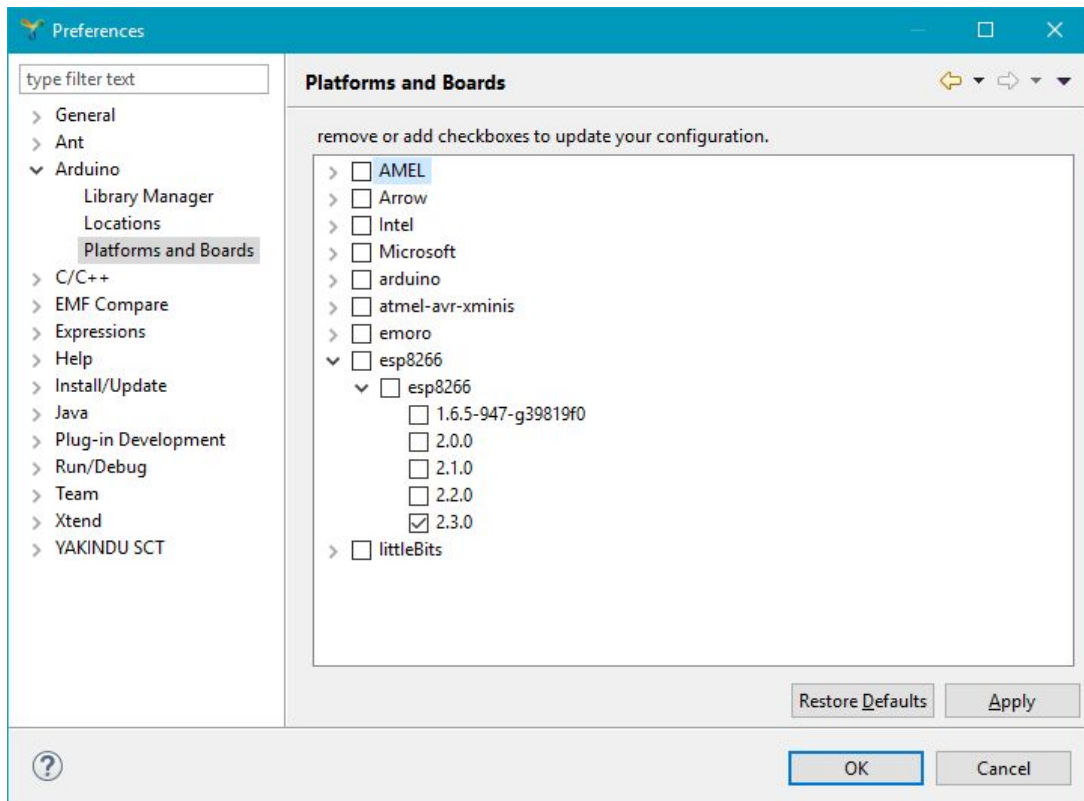 Preferences
type filter text
General
Ant
Arduino
Library Manager
Locations
Platforms and Boards
C/C++
EMF Compare
Expressions
Help
Install/Update
Java
Plug-in Development
Run/Debug
Team
Xtend
YAKINDU SCT
Platforms and Boards
remove or add checkboxes to update your configuration.
AMEL
Arrow
Intel
Microsoft
arduino
atmel-avr-xminis
emoro
esp8266
esp8266
1.6.5-947-g39819f0
2.0.0
2.1.0
2.2.0
2.3.0
littleBits
Restore Defaults Apply
? OK Cancel